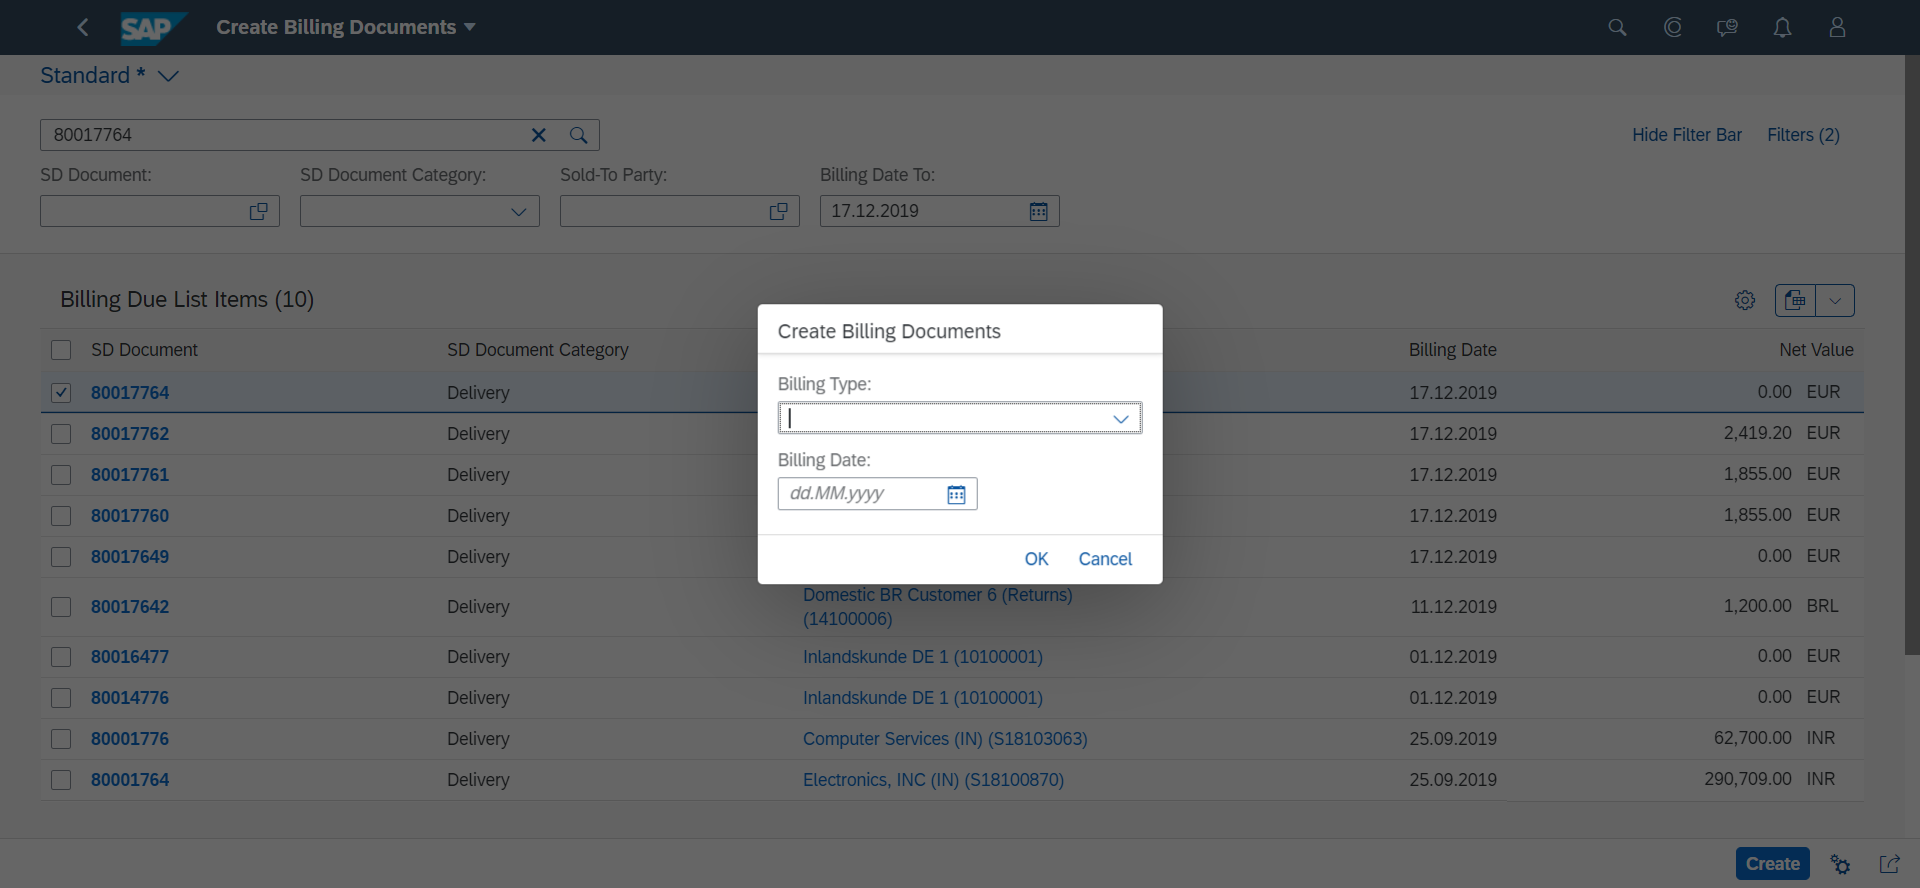 SAP Create Billing Documents
Standard *
80017764
Hide Filter Bar Filters (2)
SD Document: SD Document Category: Sold-To Party: Billing Date To:
17.12.2019
Billing Due List Items (10)
SD Document SD Document Category Billing Date Net Value
80017764 Delivery 17.12.2019 0.00 EUR
80017762 Delivery 17.12.2019 2,419.20 EUR
80017761 Delivery 17.12.2019 1,855.00 EUR
80017760 Delivery 17.12.2019 1,855.00 EUR
80017649 Delivery 17.12.2019 0.00 EUR
80017642 Delivery Domestic BR Customer 6 (Returns) 11.12.2019 1,200.00 BRL
(14100006)
80016477 Delivery Inlandskunde DE 1 (10100001) 01.12.2019 0.00 EUR
80014776 Delivery Inlandskunde DE 1 (10100001) 01.12.2019 0.00 EUR
80001776 Delivery Computer Services (IN) (S18103063) 25.09.2019 62,700.00 INR
80001764 Delivery Electronics, INC (IN) (S18100870) 25.09.2019 290,709.00 INR
Create Billing Documents
Billing Type:
Billing Date:
dd.MM.yyyy
OK Cancel
Create